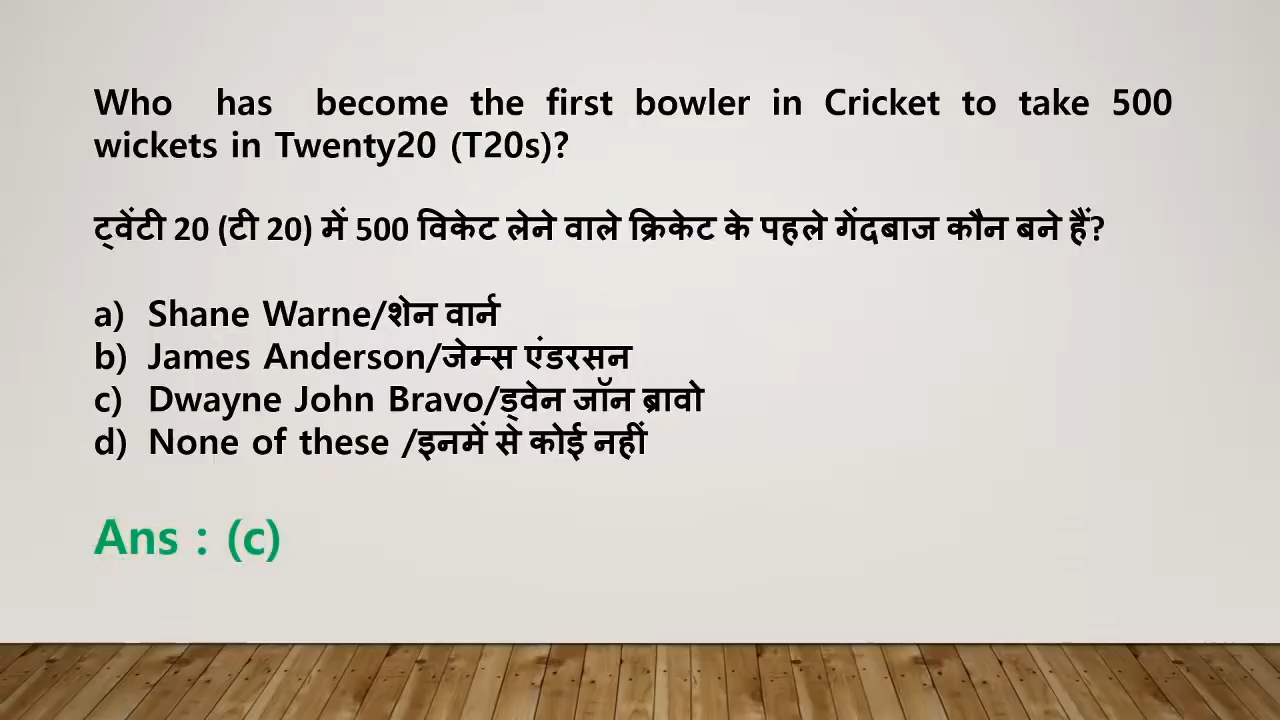 Who has become the first bowler in Cricket to take 500
wickets in Twenty20 (T20s)?
ट्वेंटी 20 (टी 20) में 500 विकेट लेने वाले क्रिकेट के पहले गेंदबाज कौन बने हैं?
a) Shane Warne/शेन वार्न
b) James Anderson/जेम्स एंडरसन
c) Dwayne John Bravo/ड्वेन जॉन ब्रावो
d) None of these /इनमें से कोई नहीं
Ans : (c)